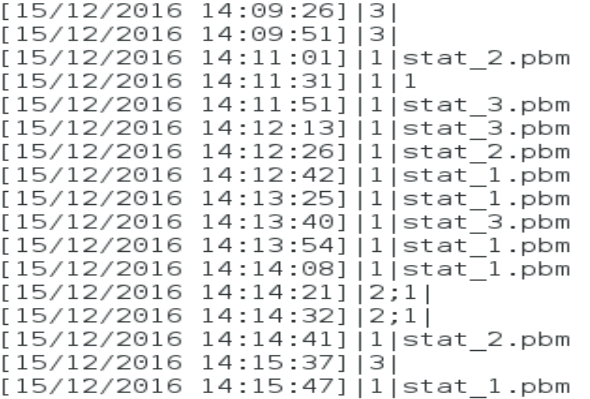 [15/12/2016 14:09:26]|3|
[15/12/2016 14:09:51]|3|
[15/12/2016 14:11:01]|1|stat_2.pbm
[15/12/2016 14:11:31]|1|1
[15/12/2016 14:11:51]|1|stat_3.pbm
[15/12/2016 14:12:13]|1|stat_3.pbm
[15/12/2016 14:12:26]|1|stat_2.pbm
[15/12/2016 14:12:42]|1|stat_1.pbm
[15/12/2016 14:13:25]|1|stat_1.pbm
[15/12/2016 14:13:40]|1|stat_3.pbm
[15/12/2016 14:13:54]|1|stat_1.pbm
[15/12/2016 14:14:08]|1|stat_1.pbm
[15/12/2016 14:14:21]|2;1|
[15/12/2016 14:14:32]|2;1|
[15/12/2016 14:14:41]|1|stat_2.pbm
[15/12/2016 14:15:37]|3|
[15/12/2016 14:15:47]|1|stat_1.pbm